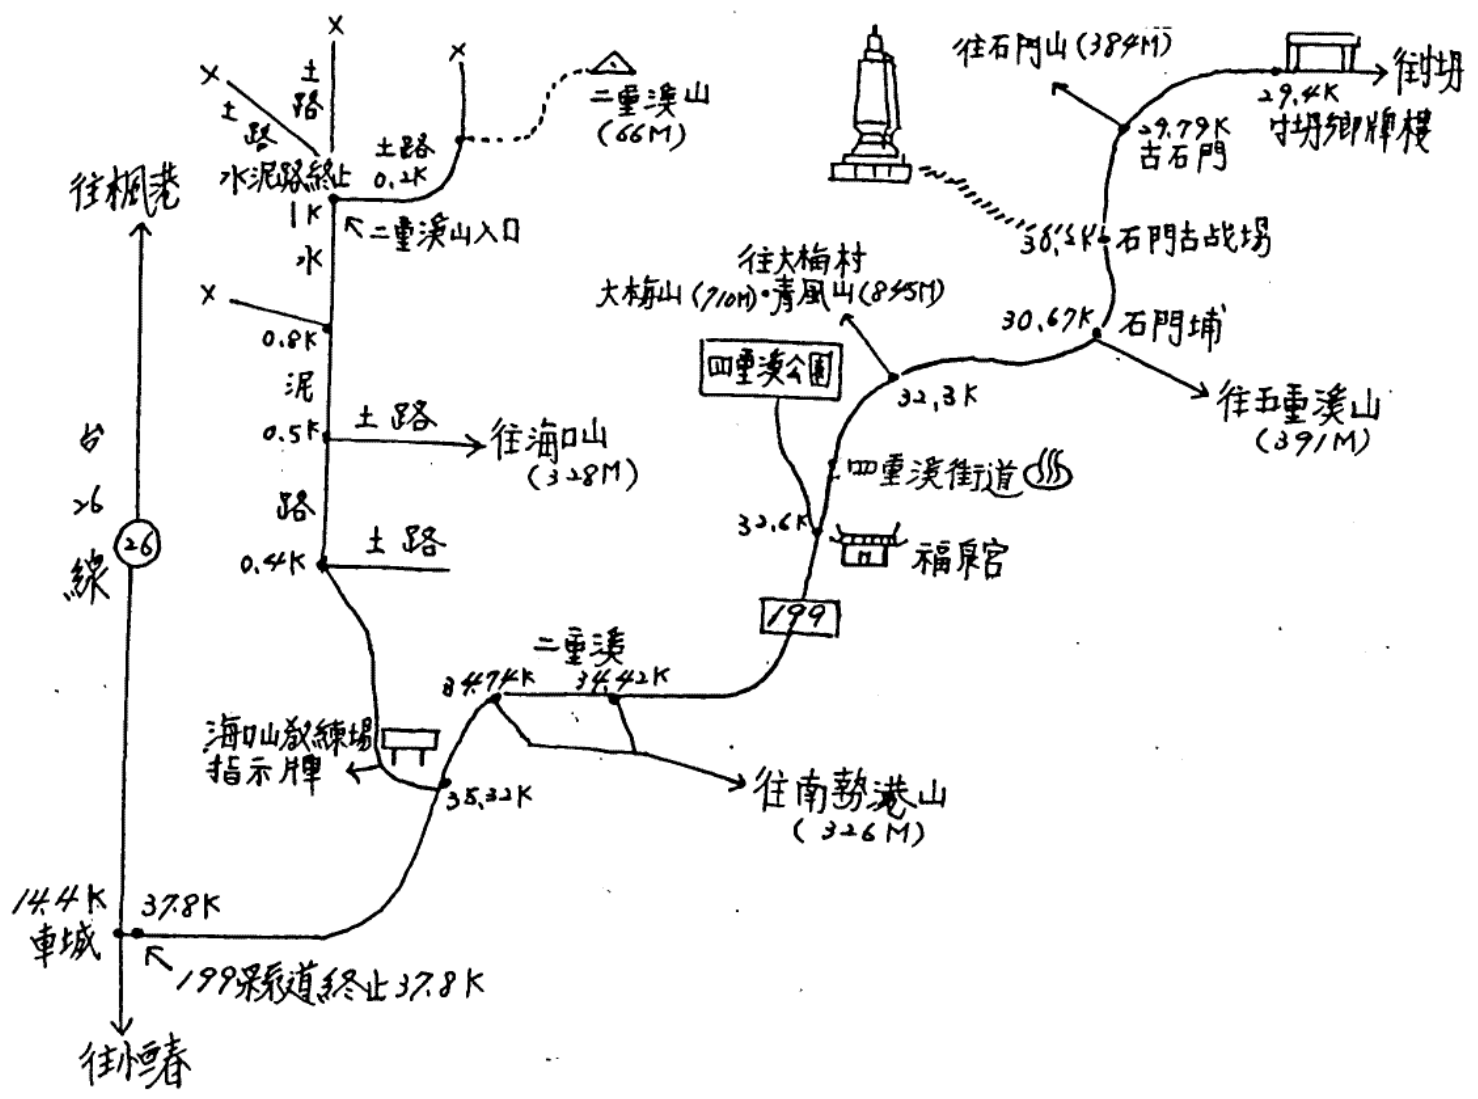 土路
土路
水泥路終止
1K
土路
0.2K
二重溪山
(66M)
二重溪山入口
往楓港
台26線
26
水泥路
0.8K
0.5K
土路
往海口山
(328M)
0.4K
土路
海口山教練場
指示牌
35.32K
34.74K
二重溪
34.42K
往南勢港山
(326M)
14.4K
車城
37.8K
199縣道終止37.8K
往恒春
199
32.6K
福泉宮
四重溪街道
四重溪公園
32.3K
往大梅村
大梅山(710M)·青風山(845M)
30.67K
石門埔
往五重溪山
(391M)
石門古战場
29.79K
古石門
往石門山(384M)
29.4K
牡丹鄉牌樓